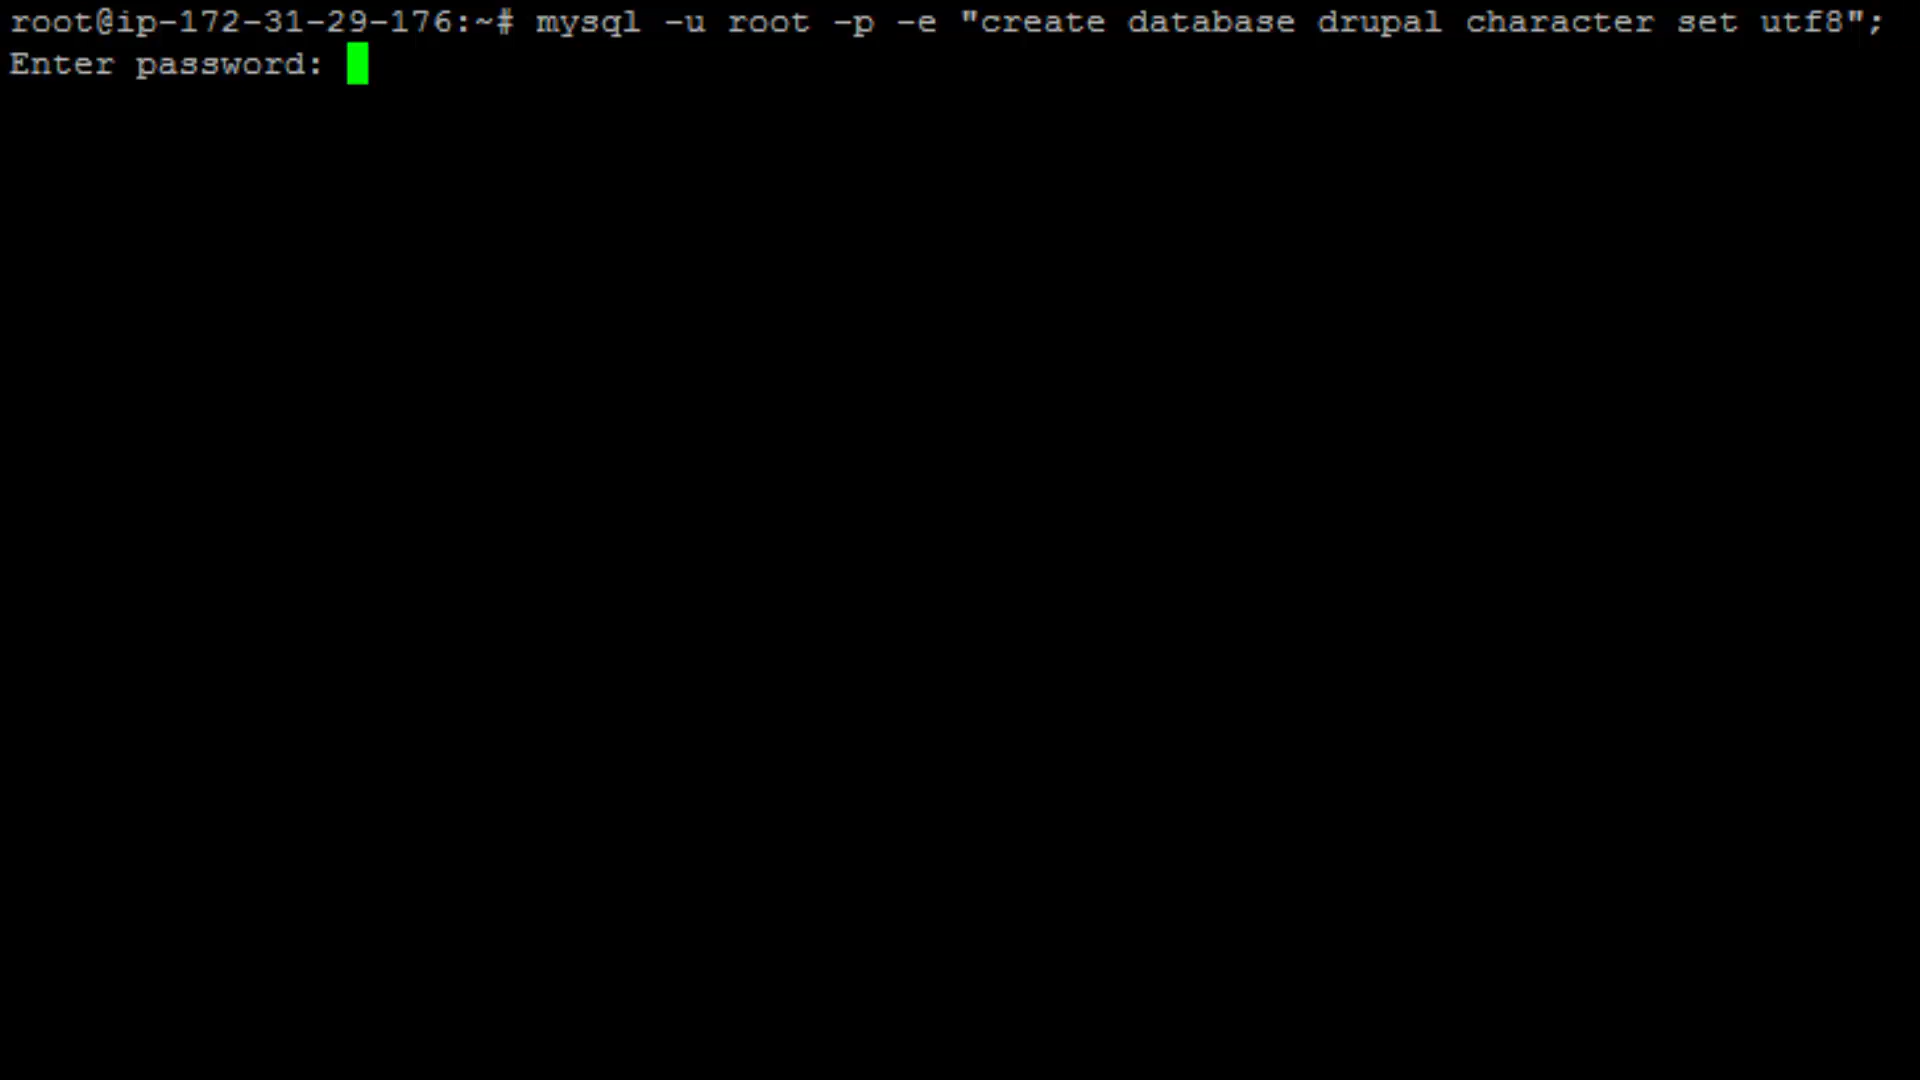 root@ip-172-31-29-176:~# mysql -u root -p -e "create database drupal character set utf8";
Enter password: